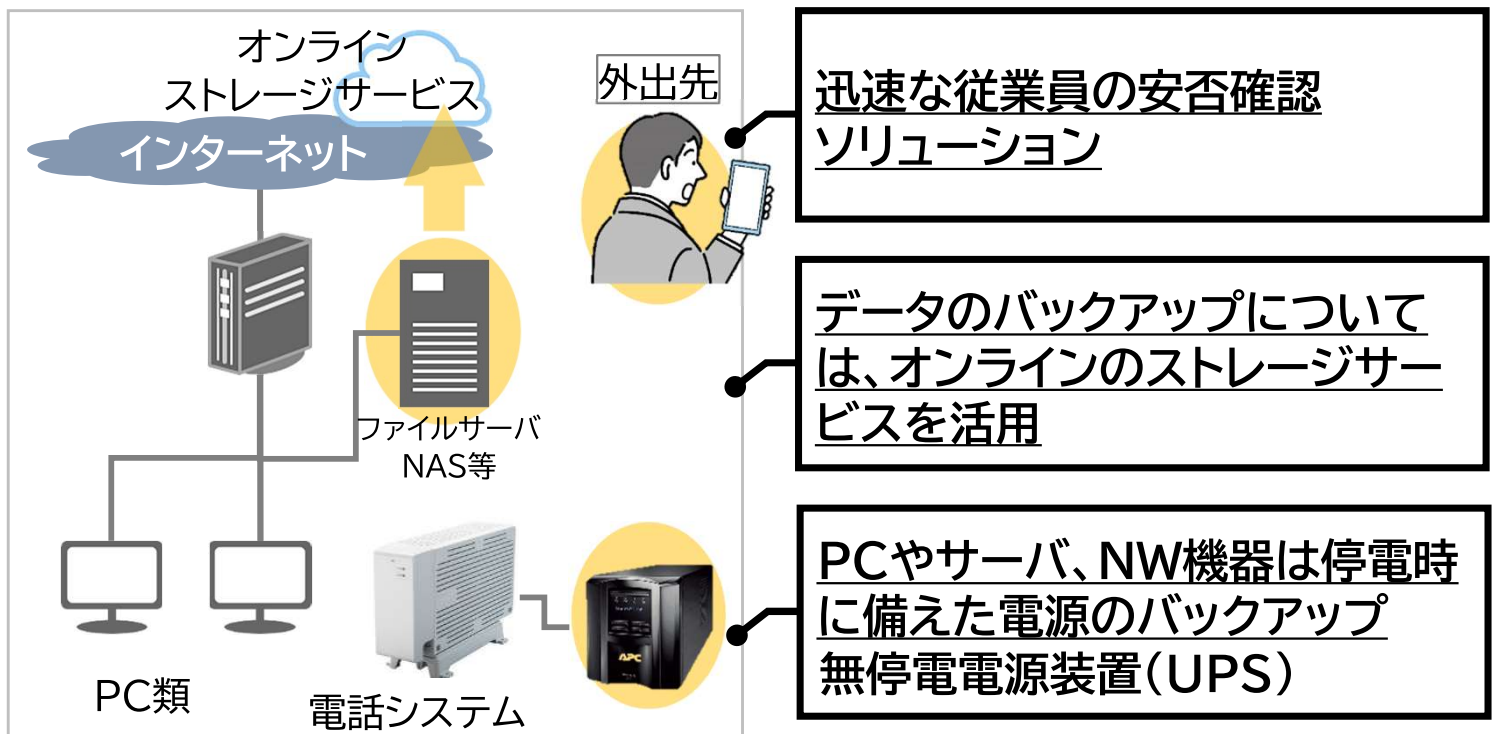 オンライン
ストレージサービス
インターネット
外出先
ファイルサーバ
NAS等
PC類
電話システム
APC
迅速な従業員の安否確認
ソリューション
データのバックアップについて
は、オンラインのストレージサー
ビスを活用
PCやサーバ、NW機器は停電時
に備えた電源のバックアップ
無停電電源装置(UPS)